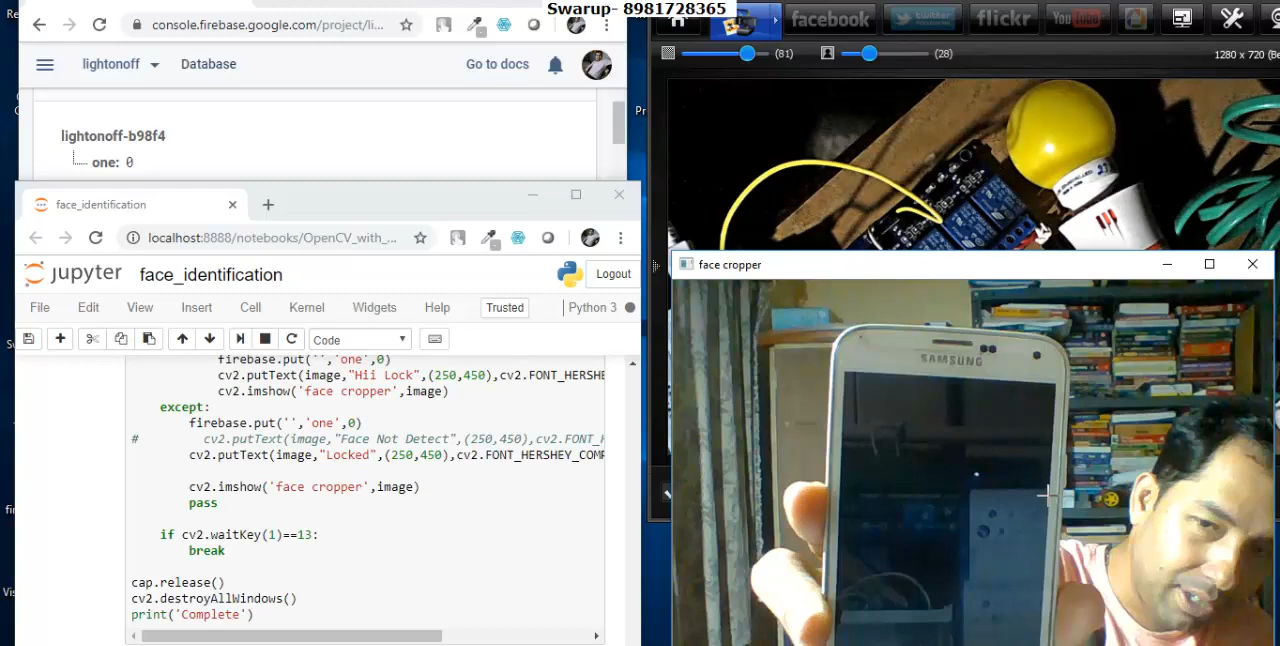 Swarup- 8981728365
console.firebase.google.com/project/li...
lightonoff
Database
Go to docs
lightonoff-b98f4
one: 0
face_identification
localhost:8888/notebooks/OpenCV_with_...
jupyter
face_identification
Logout
File Edit View Insert Cell Kernel Widgets Help
Trusted
Python 3
Code
firebase.put('','one',0)
cv2.putText(image,"Hii Lock",(250,450),cv2.FONT_HERSHE
cv2.imshow('face cropper',image)
except:
firebase.put('','one',0)
# cv2.putText(image,"Face Not Detect",(250,450),cv2.FONT_H
cv2.putText(image,"Locked",(250,450),cv2.FONT_HERSHEY_COMP
cv2.imshow('face cropper',image)
pass
if cv2.waitKey(1)==13:
break
cap.release()
cv2.destroyAllWindows()
print('Complete')
facebook
twitter
flickr
You Tube
(81)
(28)
1280 x 720 (Be
Pr
face cropper
SAMSUNG